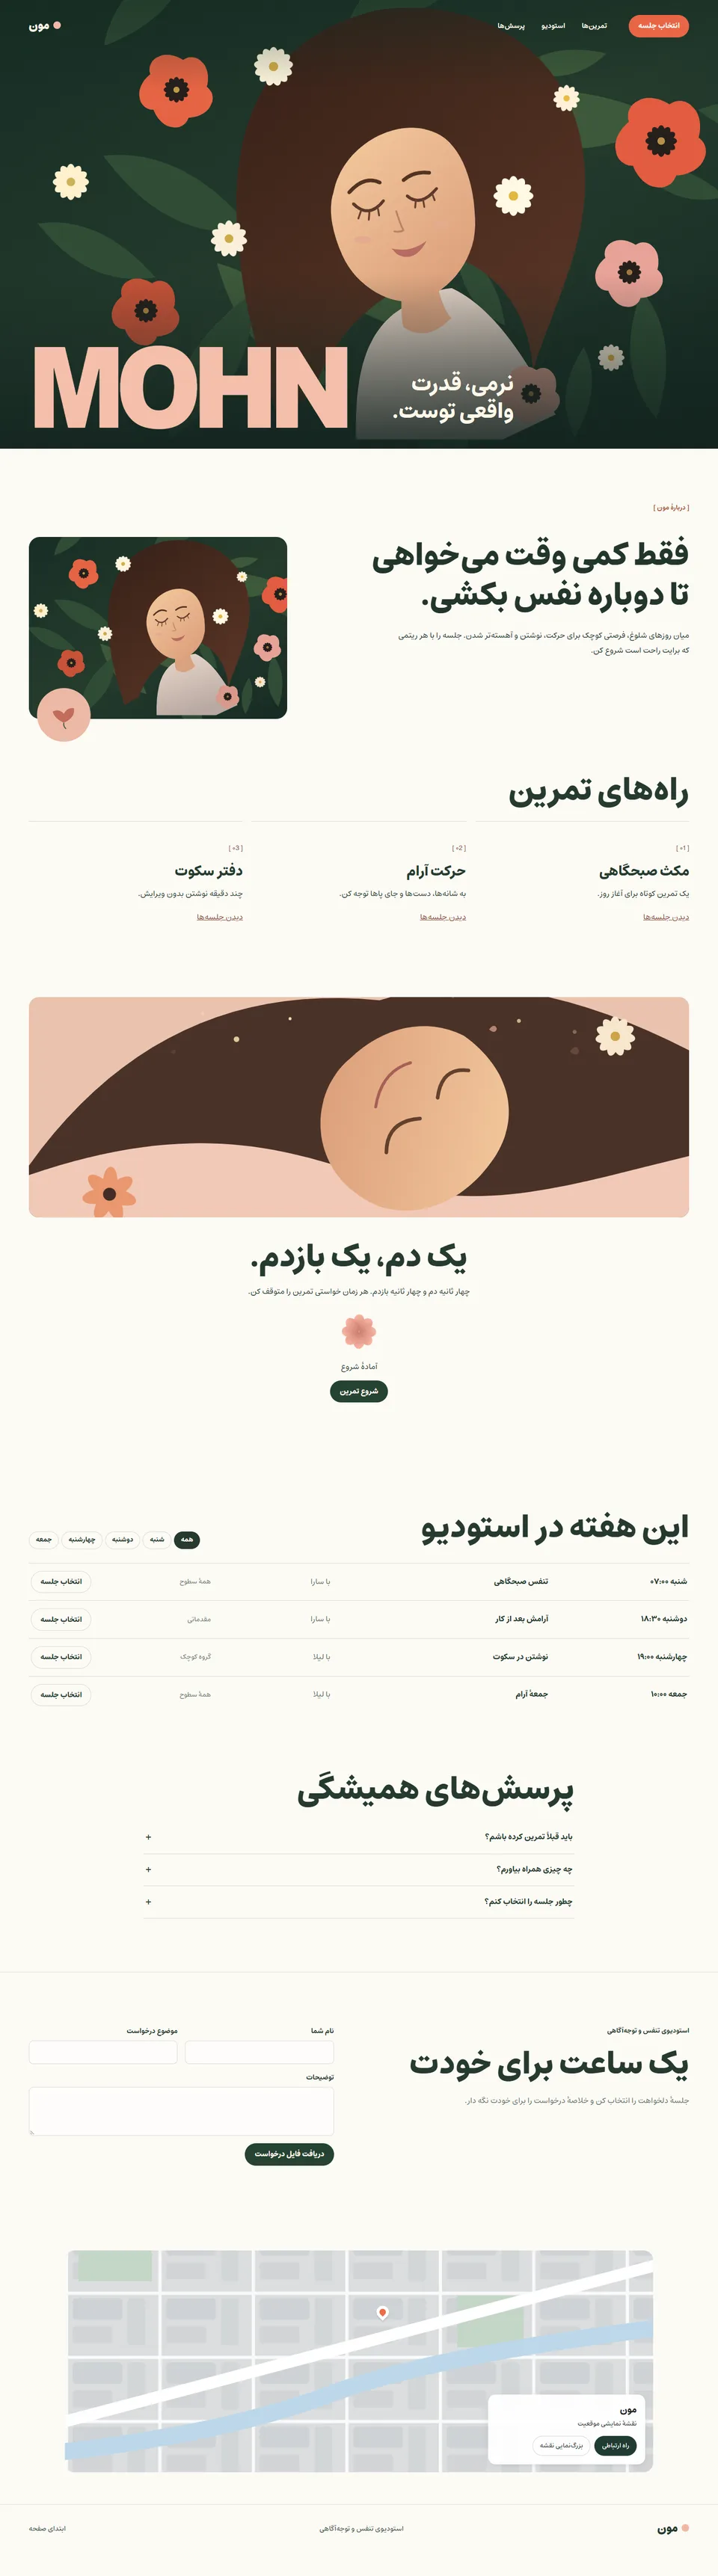 انتخاب جلسه
تمرین‌ها
استودیو
پرسش‌ها
مون
MOHN
نرمی، قدرت
واقعی توست.
[ دربارهٔ مون ]
فقط کمی وقت می‌خواهی
تا دوباره نفس بکشی.
میان روزهای شلوغ، فرصتی کوچک برای حرکت، نوشتن و آهسته‌تر شدن. جلسه را با هر ریتمی
که برایت راحت است شروع کن.
راه‌های تمرین
[ ۰۱ ]
مکث صبحگاهی
یک تمرین کوتاه برای آغاز روز.
دیدن جلسه‌ها
[ ۰۲ ]
حرکت آرام
به شانه‌ها، دست‌ها و جای پاها توجه کن.
دیدن جلسه‌ها
[ ۰۳ ]
دفتر سکوت
چند دقیقه نوشتن بدون ویرایش.
دیدن جلسه‌ها
یک دم، یک بازدم.
چهار ثانیه دم و چهار ثانیه بازدم. هر زمان خواستی تمرین را متوقف کن.
آمادهٔ شروع
شروع تمرین
این هفته در استودیو
همه
شنبه
دوشنبه
چهارشنبه
جمعه
شنبه ۰۷:۰۰ تنفس صبحگاهی با سارا همهٔ سطوح انتخاب جلسه
دوشنبه ۱۸:۳۰ آرامش بعد از کار با سارا مقدماتی انتخاب جلسه
چهارشنبه ۱۹:۰۰ نوشتن در سکوت با لیلا گروه کوچک انتخاب جلسه
جمعه ۱۰:۰۰ جمعهٔ آرام با لیلا همهٔ سطوح انتخاب جلسه
پرسش‌های همیشگی
باید قبلاً تمرین کرده باشم؟ +
چه چیزی همراه بیاورم؟ +
چطور جلسه را انتخاب کنم؟ +
استودیوی تنفس و توجه‌آگاهی
یک ساعت برای خودت
جلسهٔ دلخواهت را انتخاب کن و خلاصهٔ درخواست را برای خودت نگه دار.
نام شما
موضوع درخواست
توضیحات
دریافت فایل درخواست
مون
نقشهٔ نمایشی موقعیت
راه ارتباطی
بزرگ‌نمایی نقشه
مون
استودیوی تنفس و توجه‌آگاهی
ابتدای صفحه